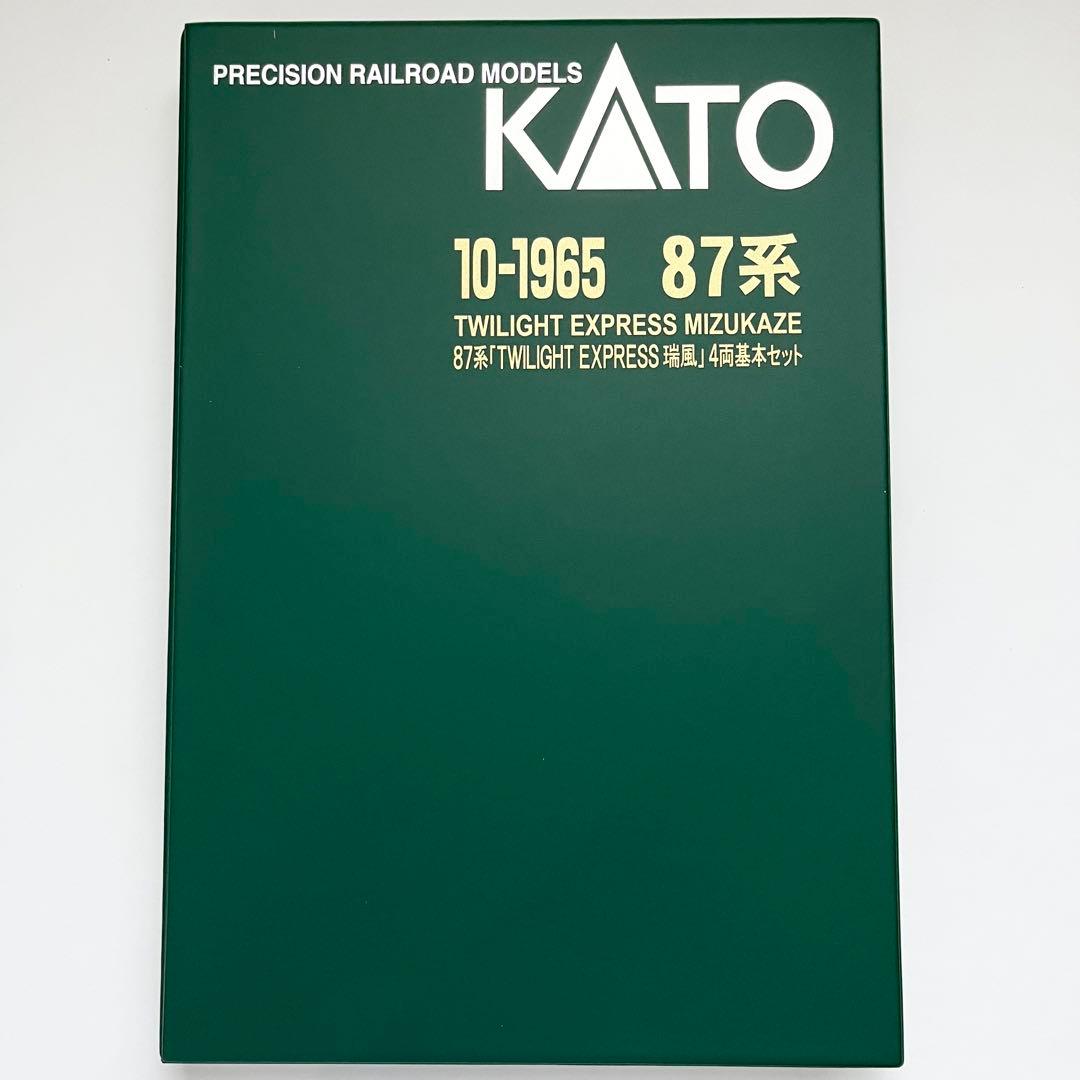 PRECISION RAILROAD MODELS
KATO
10-1965 87系
TWILIGHT EXPRESS MIZUKAZE
87系「TWILIGHT EXPRESS 瑞風」4両基本セット